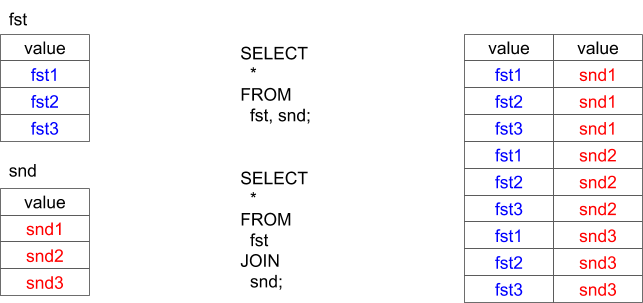 fst
value
fst1
fst2
fst3
snd
value
snd1
snd2
snd3
SELECT
*
FROM
fst, snd;
SELECT
*
FROM
fst
JOIN
snd;
value value
fst1 snd1
fst2 snd1
fst3 snd1
fst1 snd2
fst2 snd2
fst3 snd2
fst1 snd3
fst2 snd3
fst3 snd3